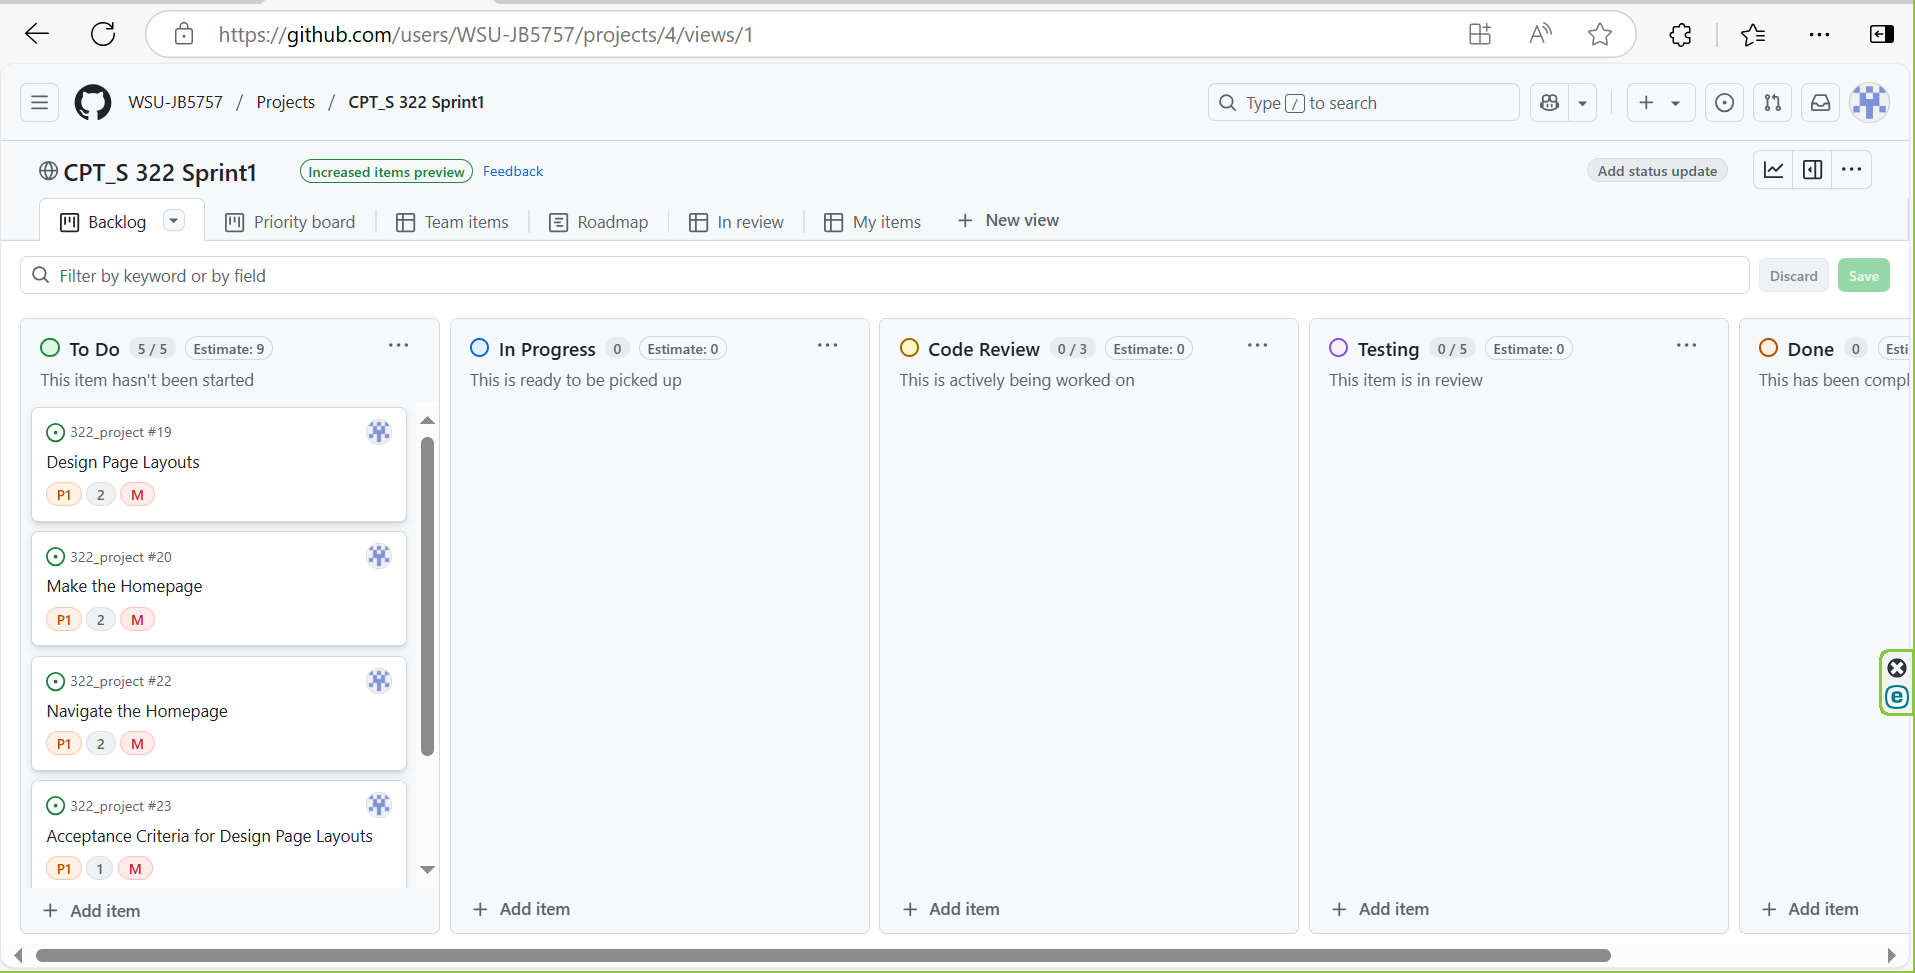 https://github.com/users/WSU-JB5757/projects/4/views/1
WSU-JB5757 / Projects / CPT_S 322 Sprint1
Type / to search
CPT_S 322 Sprint1
Increased items preview
Feedback
Add status update
Backlog
Priority board
Team items
Roadmap
In review
My items
New view
Filter by keyword or by field
Discard
Save
To Do 5 / 5 Estimate: 9
This item hasn't been started
322_project #19
Design Page Layouts
P1 2 M
322_project #20
Make the Homepage
P1 2 M
322_project #22
Navigate the Homepage
P1 2 M
322_project #23
Acceptance Criteria for Design Page Layouts
P1 1 M
Add item
In Progress 0 Estimate: 0
This is ready to be picked up
Add item
Code Review 0 / 3 Estimate: 0
This is actively being worked on
Add item
Testing 0 / 5 Estimate: 0
This item is in review
Add item
Done 0 Esti
This has been compl
Add item